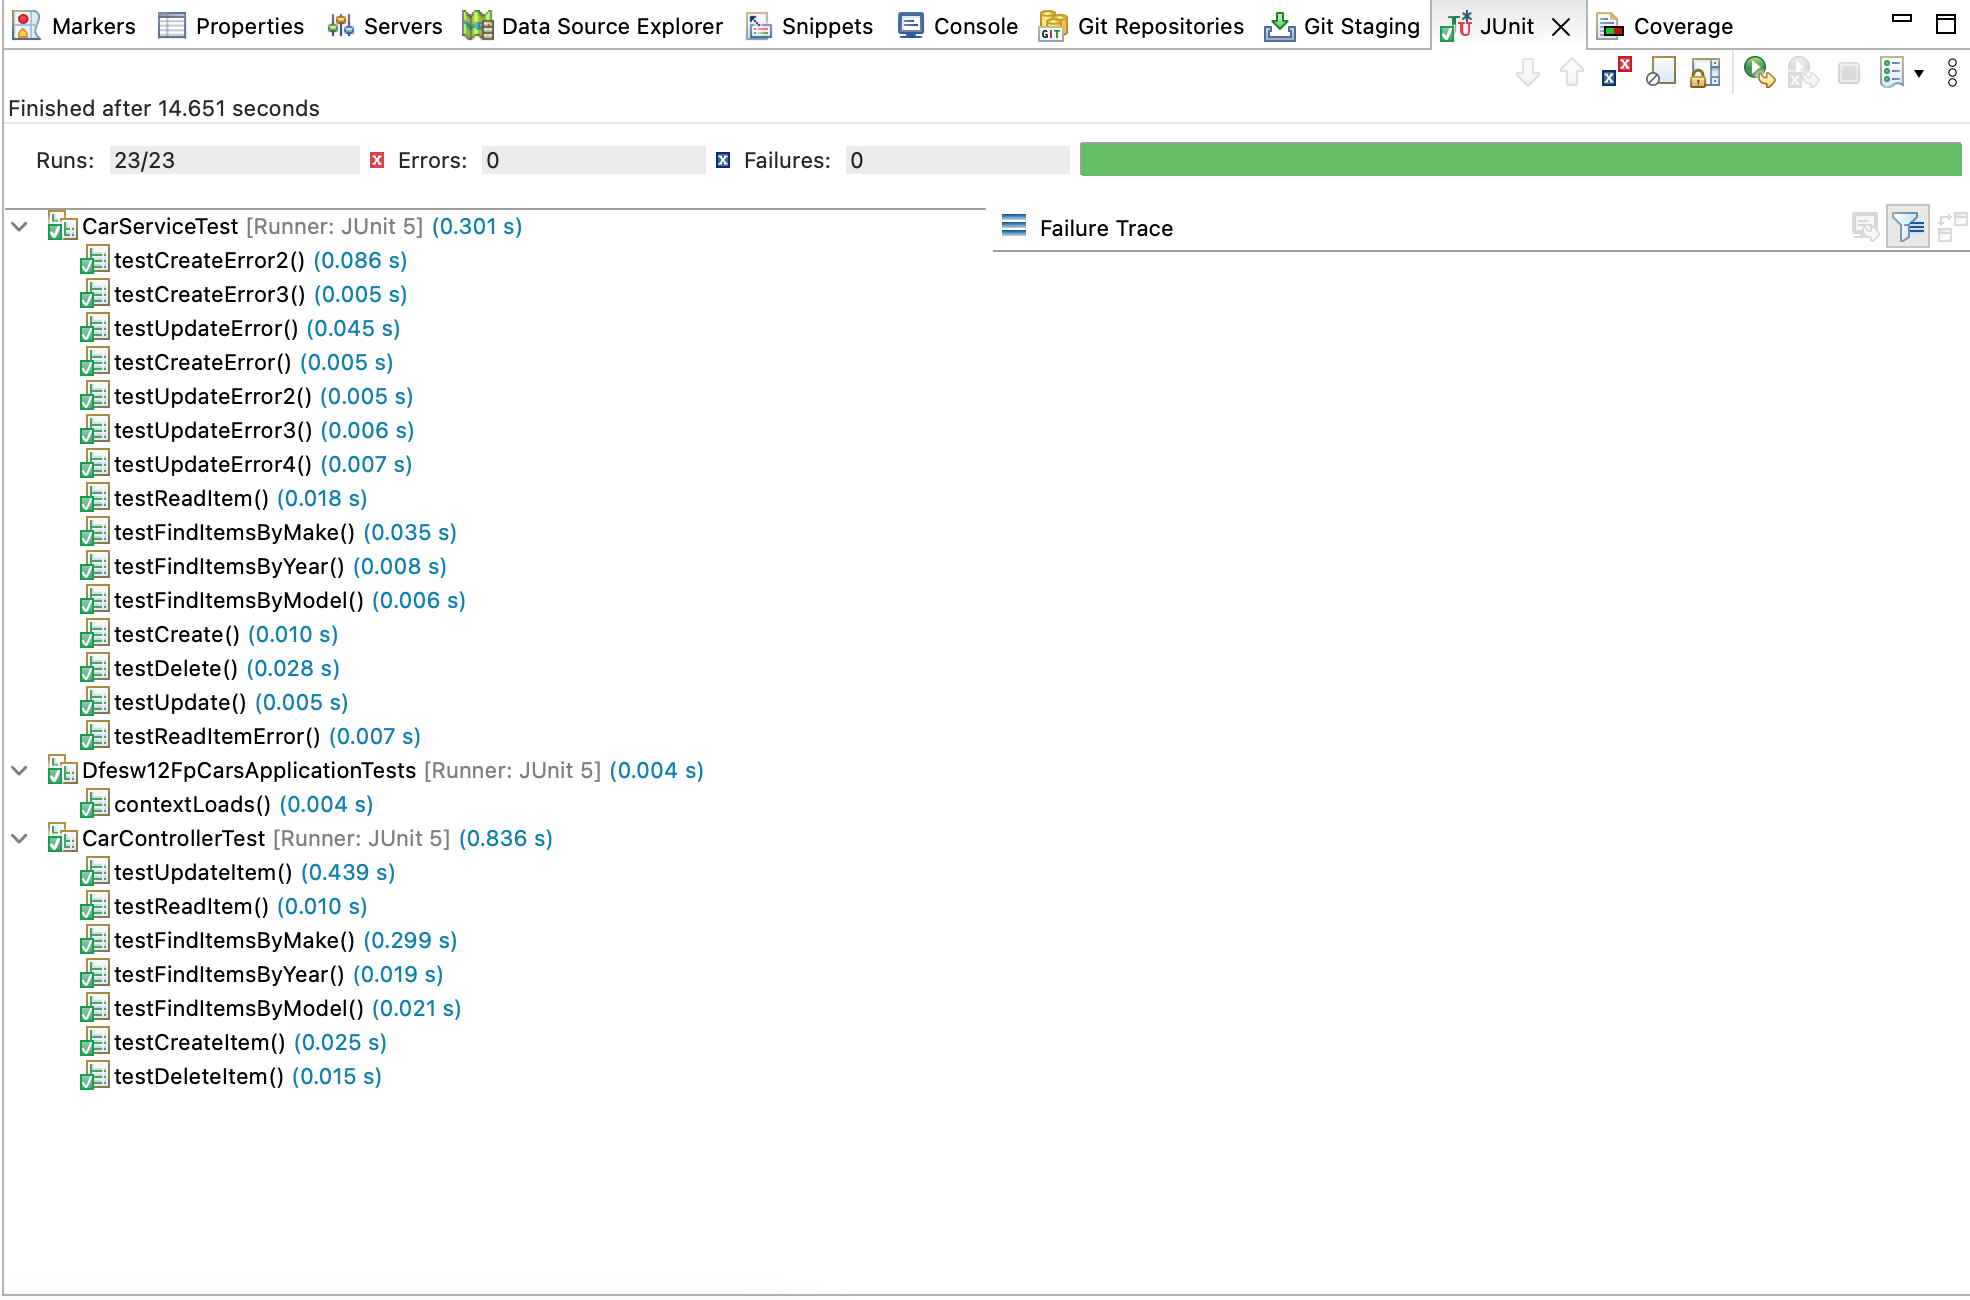 Markers Properties Servers Data Source Explorer Snippets Console Git Repositories Git Staging JUnit Coverage
Finished after 14.651 seconds
Runs: 23/23 Errors: 0 Failures: 0
CarServiceTest [Runner: JUnit 5] (0.301 s)
Failure Trace
testCreateError2() (0.086 s)
testCreateError3() (0.005 s)
testUpdateError() (0.045 s)
testCreateError() (0.005 s)
testUpdateError2() (0.005 s)
testUpdateError3() (0.006 s)
testUpdateError4() (0.007 s)
testReadItem() (0.018 s)
testFindItemsByMake() (0.035 s)
testFindItemsByYear() (0.008 s)
testFindItemsByModel() (0.006 s)
testCreate() (0.010 s)
testDelete() (0.028 s)
testUpdate() (0.005 s)
testReadItemError() (0.007 s)
Dfesw12FpCarsApplicationTests [Runner: JUnit 5] (0.004 s)
contextLoads() (0.004 s)
CarControllerTest [Runner: JUnit 5] (0.836 s)
testUpdateItem() (0.439 s)
testReadItem() (0.010 s)
testFindItemsByMake() (0.299 s)
testFindItemsByYear() (0.019 s)
testFindItemsByModel() (0.021 s)
testCreateItem() (0.025 s)
testDeleteItem() (0.015 s)